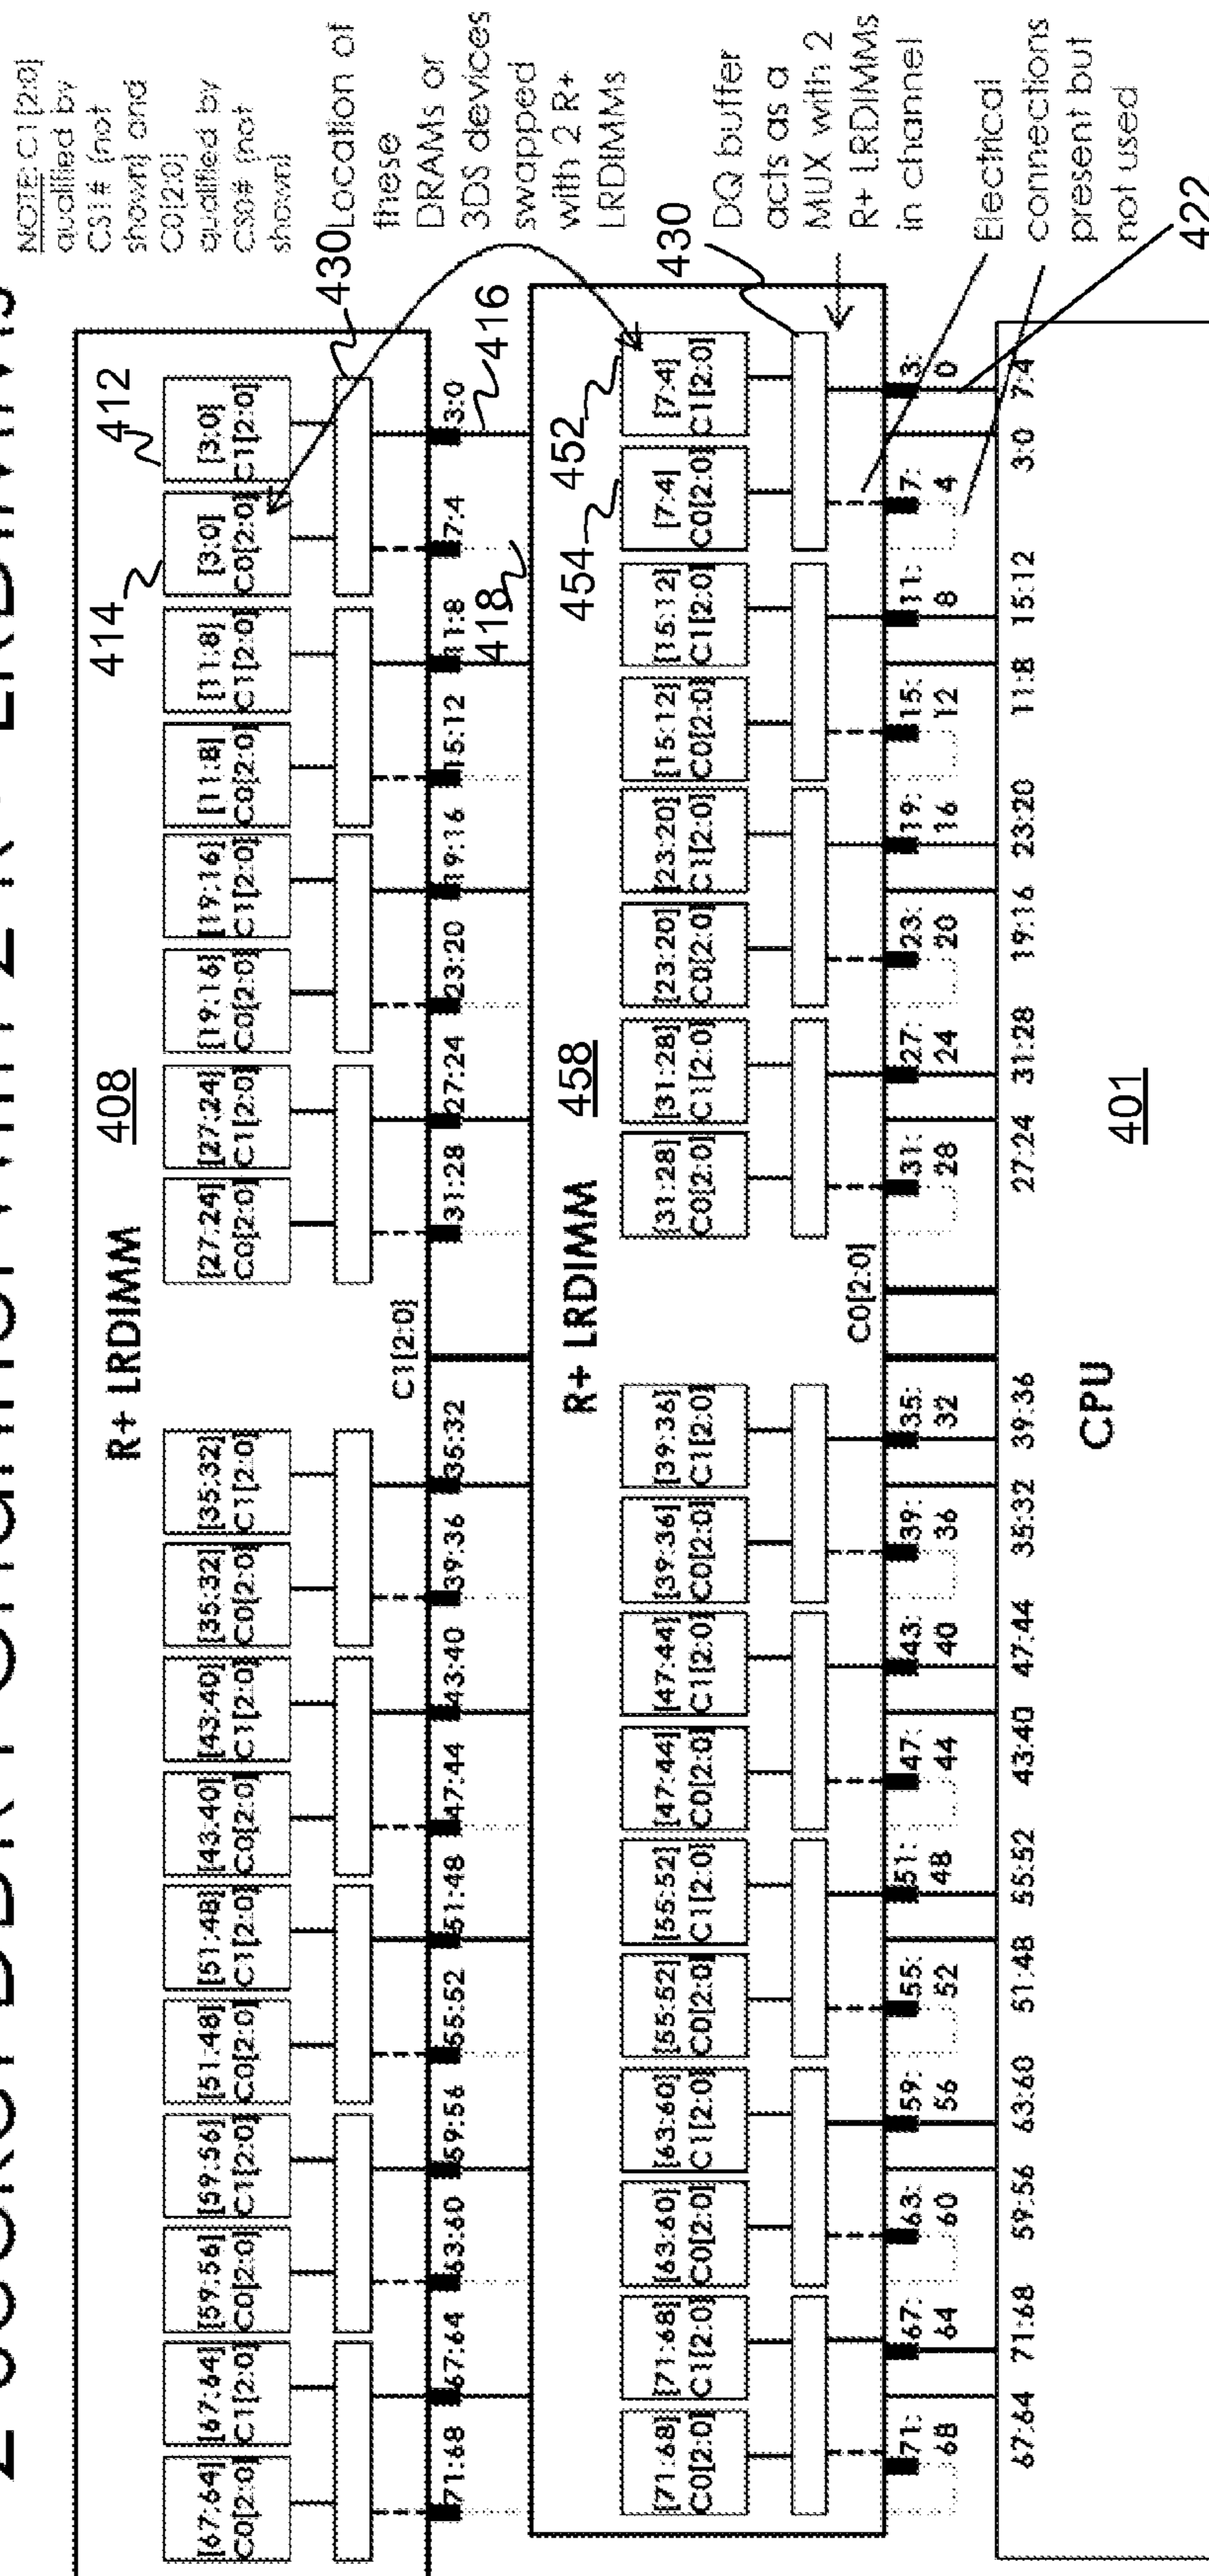 NOTE: C1[2:0]
qualified by
CS1# (not
shown) and
C0[2:0]
qualified by
CS0# (not
shown)
R+ LRDIMM
408
414
412
[67:64] [67:64] [59:56] [59:56] [51:48] [51:48] [43:40] [43:40] [35:32] [35:32] [27:24] [27:24] [19:16] [19:16] [11:8] [11:8] [3:0] [3:0]
C0[2:0] C1[2:0] C0[2:0] C1[2:0] C0[2:0] C1[2:0] C0[2:0] C1[2:0] C0[2:0] C1[2:0] C0[2:0] C1[2:0] C0[2:0] C1[2:0] C0[2:0] C1[2:0] C0[2:0] C1[2:0]
430
C1[2:0]
71:68 67:64 63:60 59:56 55:52 51:48 47:44 43:40 39:36 35:32 31:28 27:24 23:20 19:16 15:12 11:8 7:4 3:0
418
416
Location of
these
DRAMs or
3DS devices
swapped
with 2 R+
LRDIMMs
R+ LRDIMM
458
454
452
[71:68] [71:68] [63:60] [63:60] [55:52] [55:52] [47:44] [47:44] [39:36] [39:36] [31:28] [31:28] [23:20] [23:20] [15:12] [15:12] [7:4] [7:4]
C0[2:0] C1[2:0] C0[2:0] C1[2:0] C0[2:0] C1[2:0] C0[2:0] C1[2:0] C0[2:0] C1[2:0] C0[2:0] C1[2:0] C0[2:0] C1[2:0] C0[2:0] C1[2:0] C0[2:0] C1[2:0]
430
DQ buffer
acts as a
MUX with 2
R+ LRDIMMs
in channel
C0[2:0]
71: 67: 63: 59: 55: 51: 47: 43: 39: 35: 31: 27: 23: 19: 15: 11: 7: 3:
68 64 60 56 52 48 44 40 36 32 28 24 20 16 12 8 4 0
Electrical
connections
present but
not used
422
67:64 71:68 59:56 63:60 51:48 55:52 43:40 47:44 35:32 39:36 27:24 31:28 19:16 23:20 11:8 15:12 3:0 7:4
CPU
401